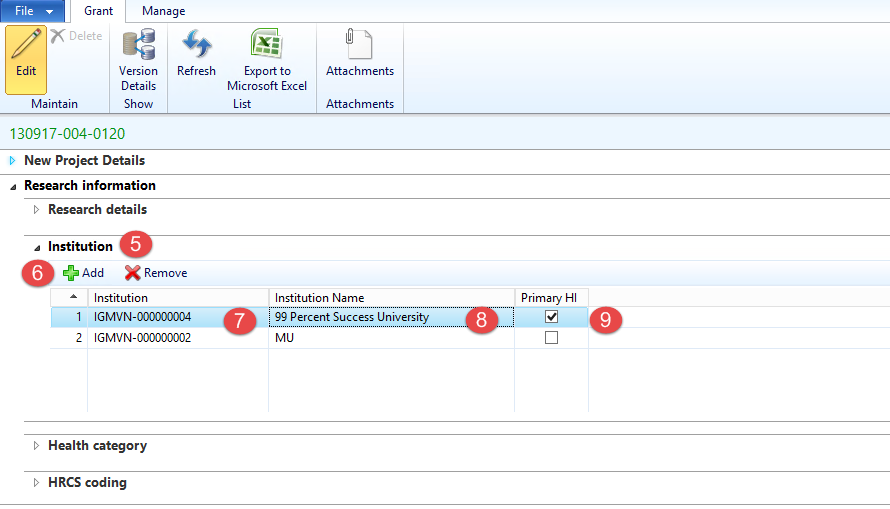 File Grant Manage
Edit Delete Version Details Refresh Export to Microsoft Excel Attachments
Maintain Show List Attachments
130917-004-0120
New Project Details
Research information
Research details
Institution 5
6 Add Remove
Institution Institution Name Primary HI
1 IGMVN-000000004 7 99 Percent Success University 8 9
2 IGMVN-000000002 MU
Health category
HRCS coding